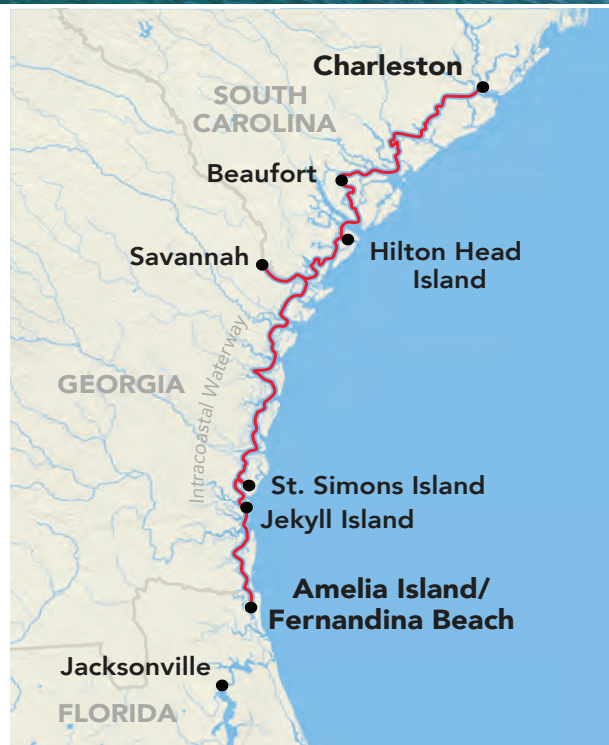 Charleston
SOUTH
CAROLINA
Beaufort
Hilton Head
Island
Savannah
Intracoastal Waterway
GEORGIA
St. Simons Island
Jekyll Island
Amelia Island/
Fernandina Beach
Jacksonville
FLORIDA